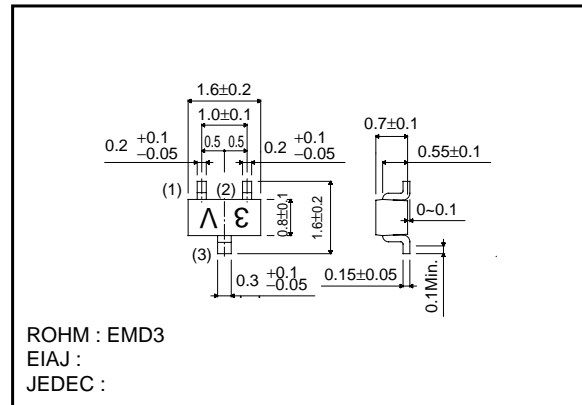 1.6±0.2
1.0±0.1
0.5 0.5
0.2 +0.1 −0.05
0.2 +0.1 −0.05
0.7±0.1
0.55±0.1
(1) (2)
Λ Ɛ
0.8±0.1
1.6±0.2
0~0.1
(3)
0.3 +0.1 −0.05
0.15±0.05
0.1Min.
ROHM : EMD3
EIAJ :
JEDEC :